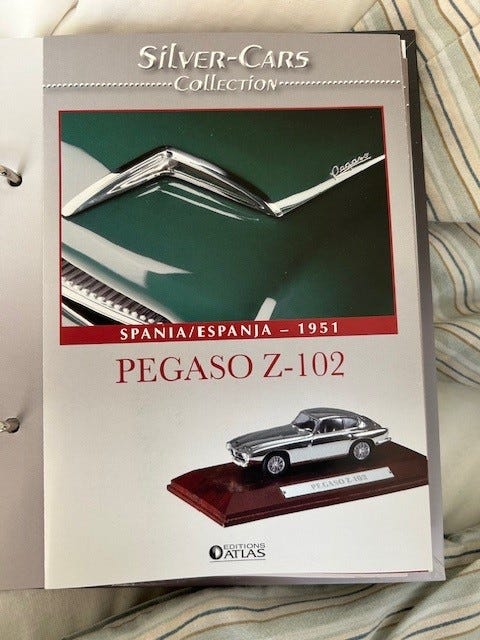 Silver-Cars
Collection
Pegaso
SPANIA/ESPANJA – 1951
PEGASO Z-102
PEGASO Z-102
EDITIONS
ATLAS